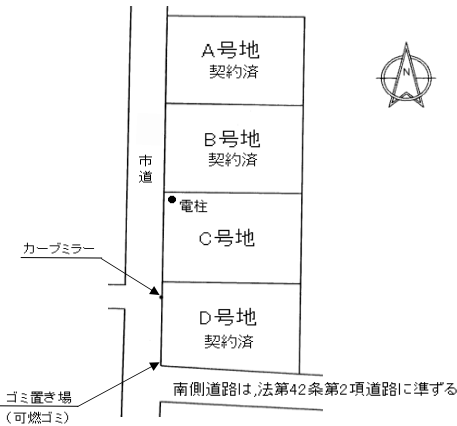 A号地
契約済
N
B号地
契約済
市道
電柱
C号地
カーブミラー
D号地
契約済
南側道路は,法第42条第2項道路に準ずる
ゴミ置き場
(可燃ゴミ)